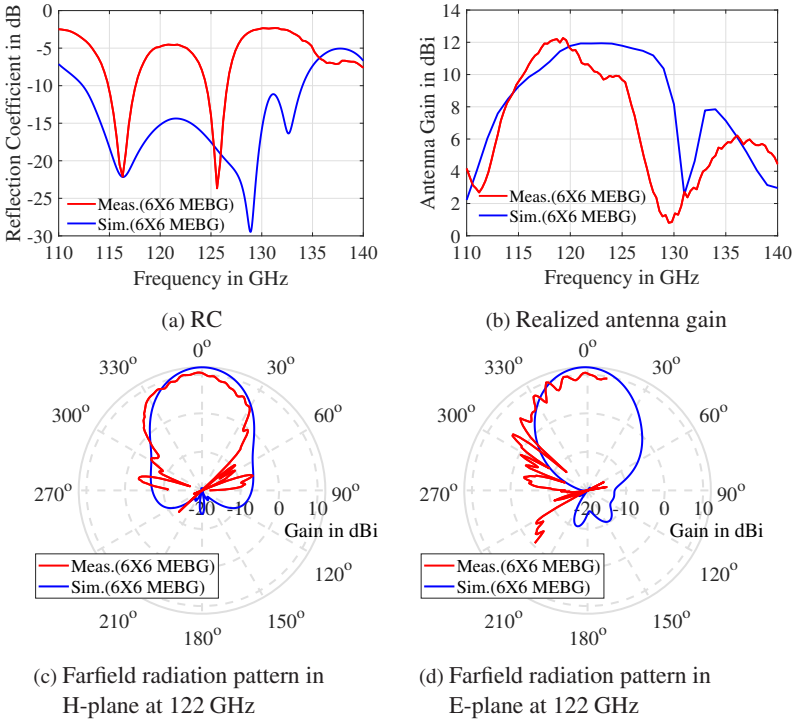 0
-5
-10
-15
-20
-25
-30
Reflection Coefficient in dB
Meas.(6X6 MEBG)
Sim.(6X6 MEBG)
110 115 120 125 130 135 140
Frequency in GHz
(a) RC
14
12
10
8
6
4
2
0
Antenna Gain in dBi
Meas.(6X6 MEBG)
Sim.(6X6 MEBG)
110 115 120 125 130 135 140
Frequency in GHz
(b) Realized antenna gain
0°
330° 30°
300° 60°
270° 90°
-20 -10 0 10
Gain in dBi
120°
Meas.(6X6 MEBG)
Sim.(6X6 MEBG)
210° 150°
180°
(c) Farfield radiation pattern in
H-plane at 122 GHz
0°
330° 30°
300° 60°
270° 90°
-20 -10 0 10
Gain in dBi
120°
Meas.(6X6 MEBG)
Sim.(6X6 MEBG)
210° 150°
180°
(d) Farfield radiation pattern in
E-plane at 122 GHz